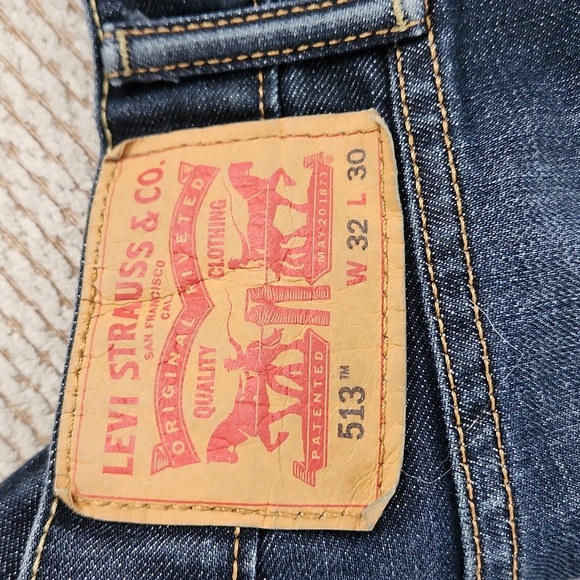 LEVI STRAUSS & CO.
SAN FRANCISCO
CAL
ORIGINAL RIVETED
QUALITY CLOTHING
PATENTED MAY 20 1873 ®
513™ W 32 L 30